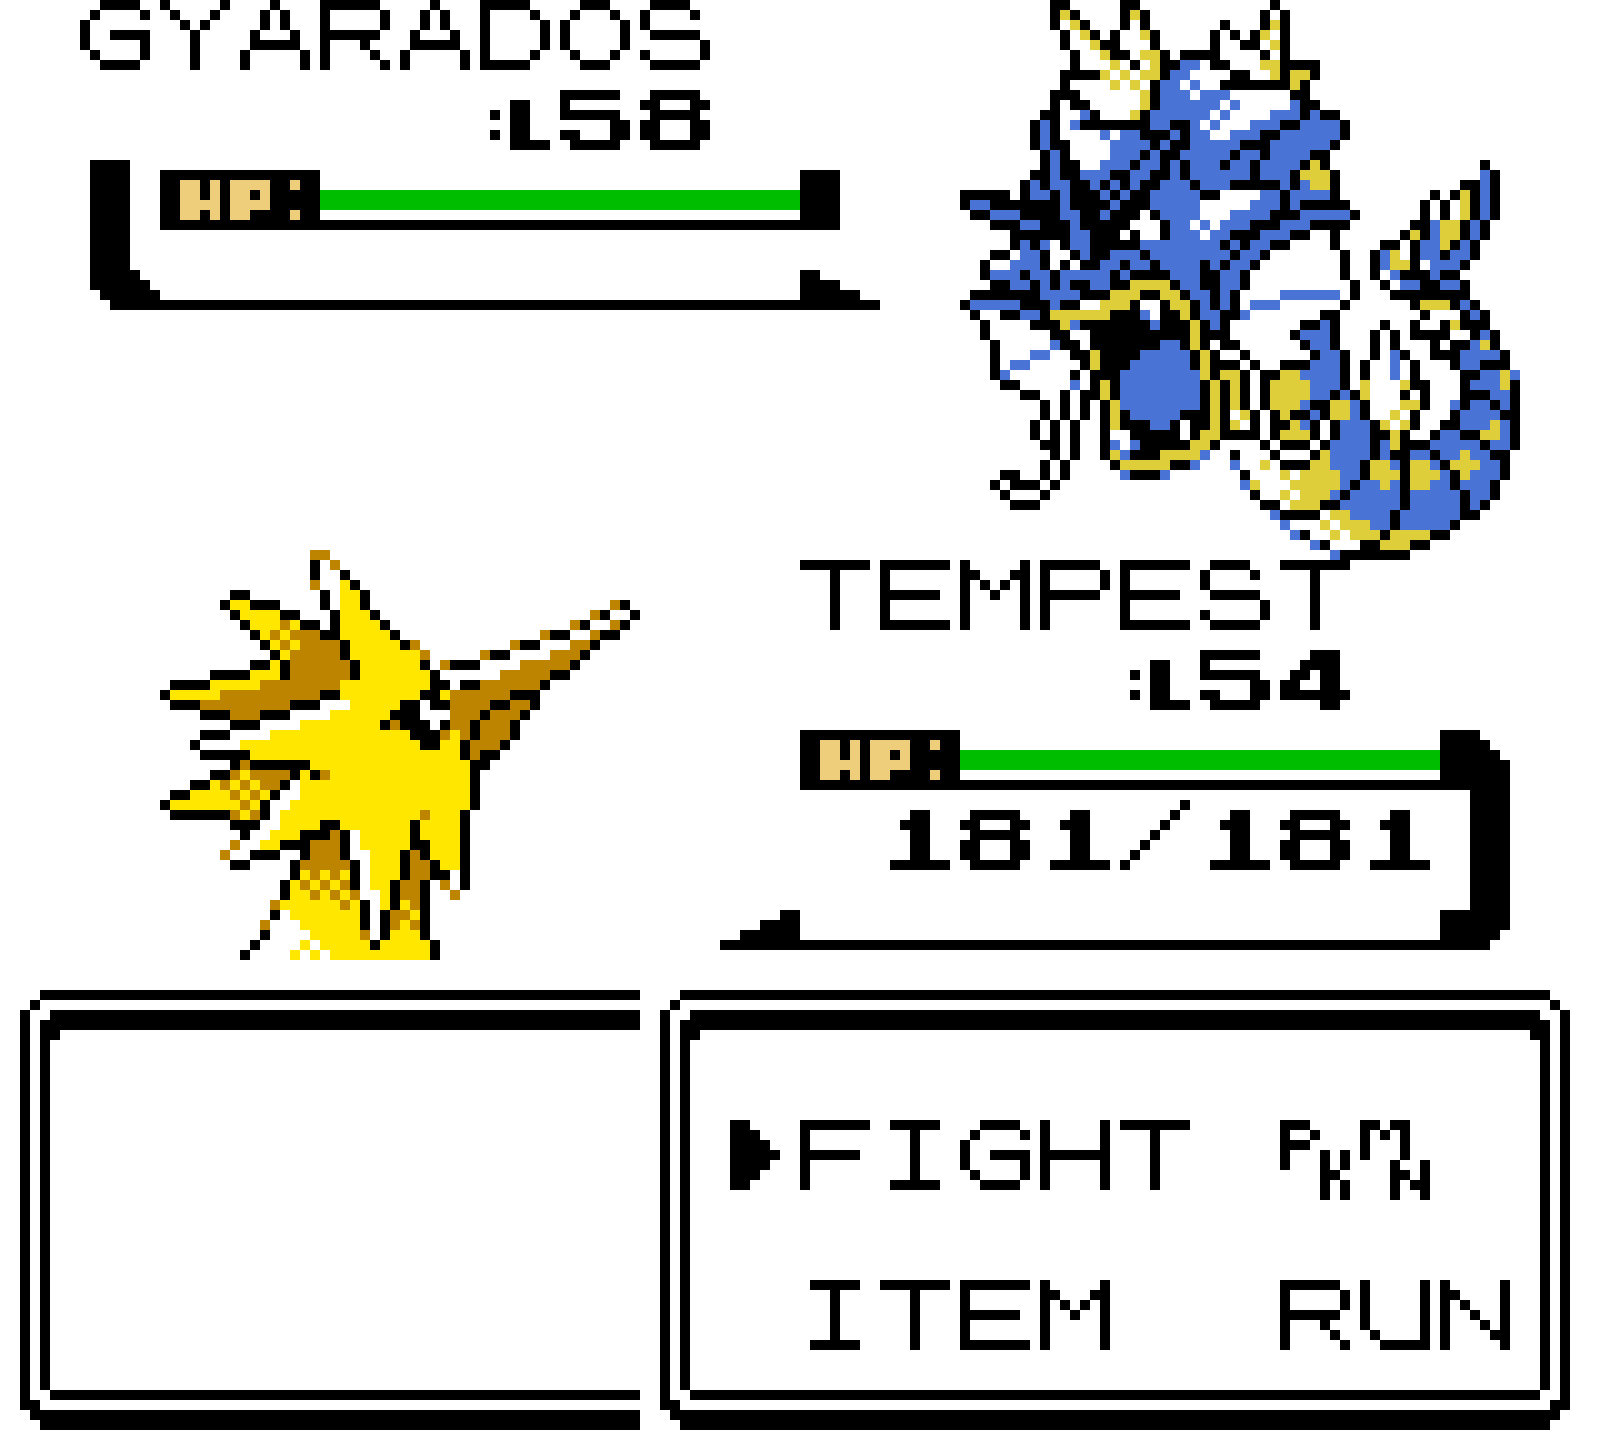 GYARADOS
:L58
HP:
TEMPEST
:L54
HP:
181/181
▶FIGHT PKMN
ITEM RUN